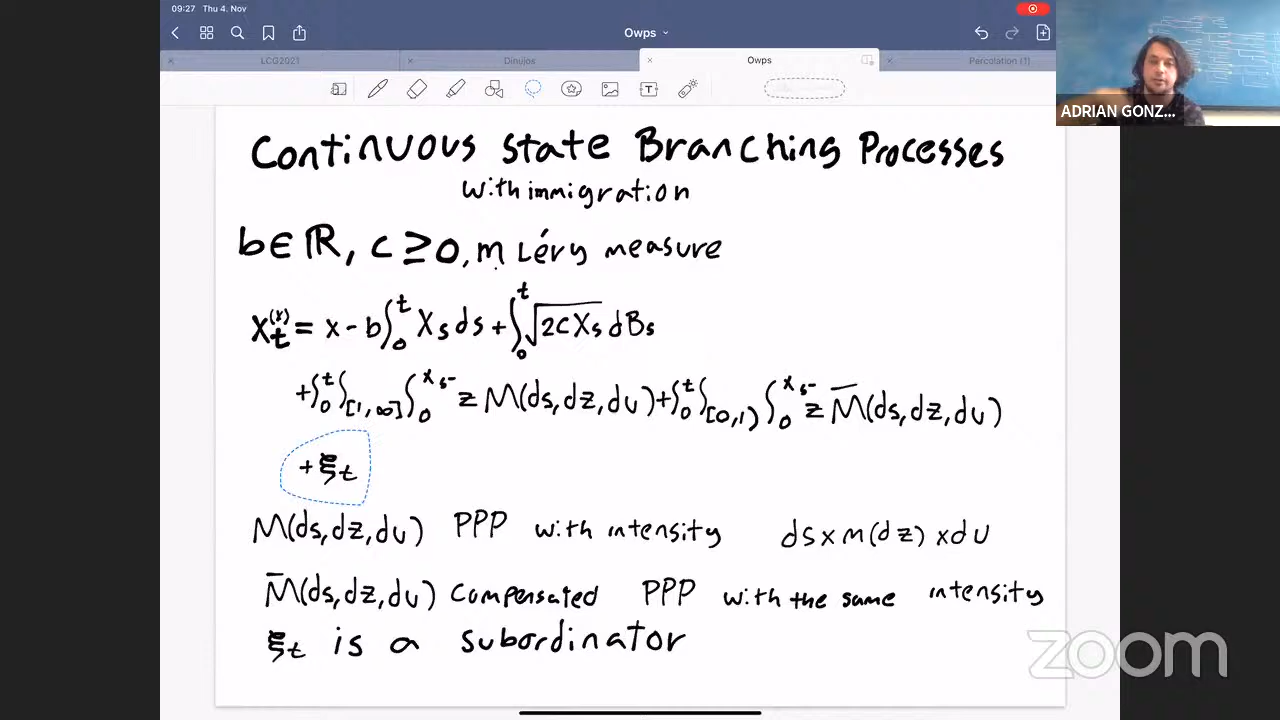 09:27 Thu 4. Nov
Owps
LCG2021
Dinujos
Owps
Percolation (1)
ADRIAN GONZ...
Continuous state Branching Processes
with immigration
b∈ℝ, c ≥ 0, m Lévy measure
X_t^{(x)} = x - b∫_0^t X_s ds + ∫_0^t √(2cX_s) dB_s
+∫_0^t ∫_{[1,∞]} ∫_0^{X_{s-}} z M(ds,dz,du) + ∫_0^t ∫_{[0,1)} ∫_0^{X_{s-}} z M̄(ds,dz,du)
+ ξ_t
M(ds,dz,du) PPP with intensity ds x m(dz) x du
M̄(ds,dz,du) compensated PPP with the same intensity
ξ_t is a subordinator
zoom